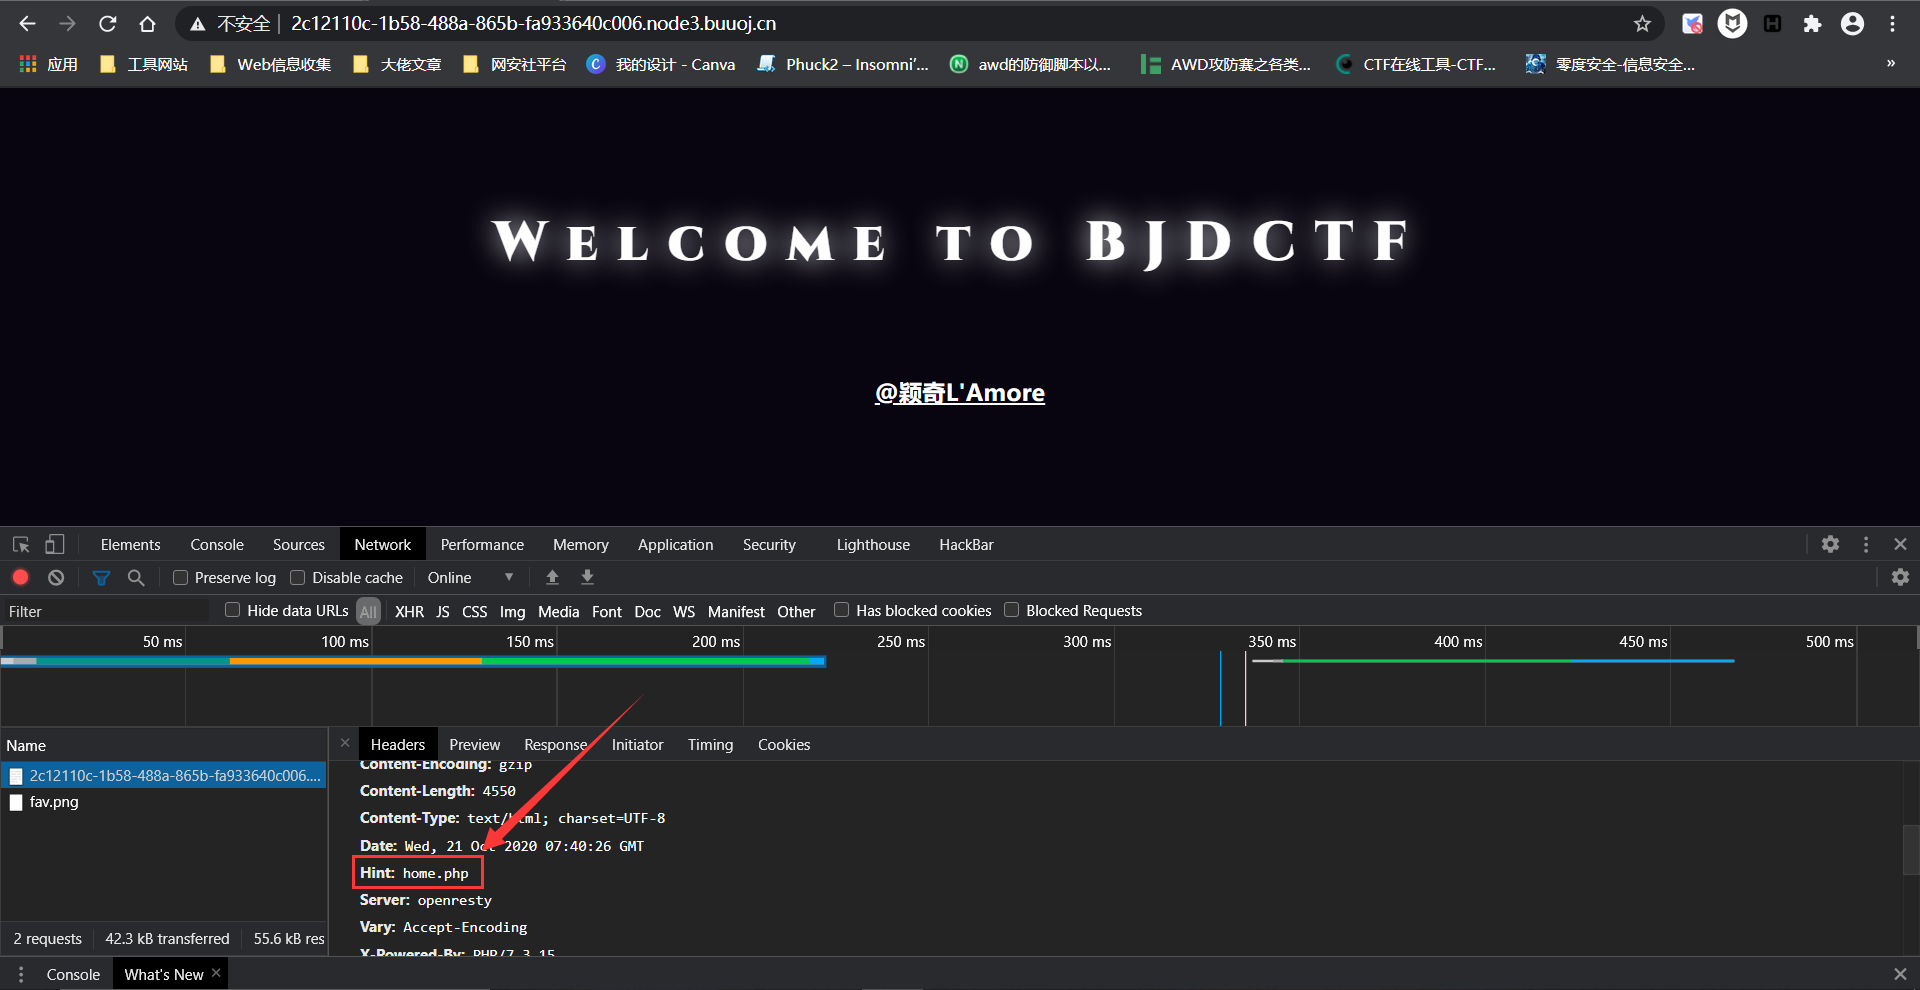 不安全 | 2c12110c-1b58-488a-865b-fa933640c006.node3.buuoj.cn
应用 工具网站 Web信息收集 大佬文章 网安社平台 我的设计 - Canva Phuck2 – Insomni'... awd的防御脚本以... AWD攻防赛之各类... CTF在线工具-CTF... 零度安全-信息安全... »
WELCOME TO BJDCTF
@颖奇L'Amore
Elements Console Sources Network Performance Memory Application Security Lighthouse HackBar
Preserve log Disable cache Online
Filter Hide data URLs All XHR JS CSS Img Media Font Doc WS Manifest Other Has blocked cookies Blocked Requests
50 ms 100 ms 150 ms 200 ms 250 ms 300 ms 350 ms 400 ms 450 ms 500 ms
Name
2c12110c-1b58-488a-865b-fa933640c006....
fav.png
2 requests 42.3 kB transferred 55.6 kB res
Headers Preview Response Initiator Timing Cookies
Content-Encoding: gzip
Content-Length: 4550
Content-Type: text/html; charset=UTF-8
Date: Wed, 21 Oct 2020 07:40:26 GMT
Hint: home.php
Server: openresty
Vary: Accept-Encoding
X-Powered-By: PHP/7.3.15
Console What's New